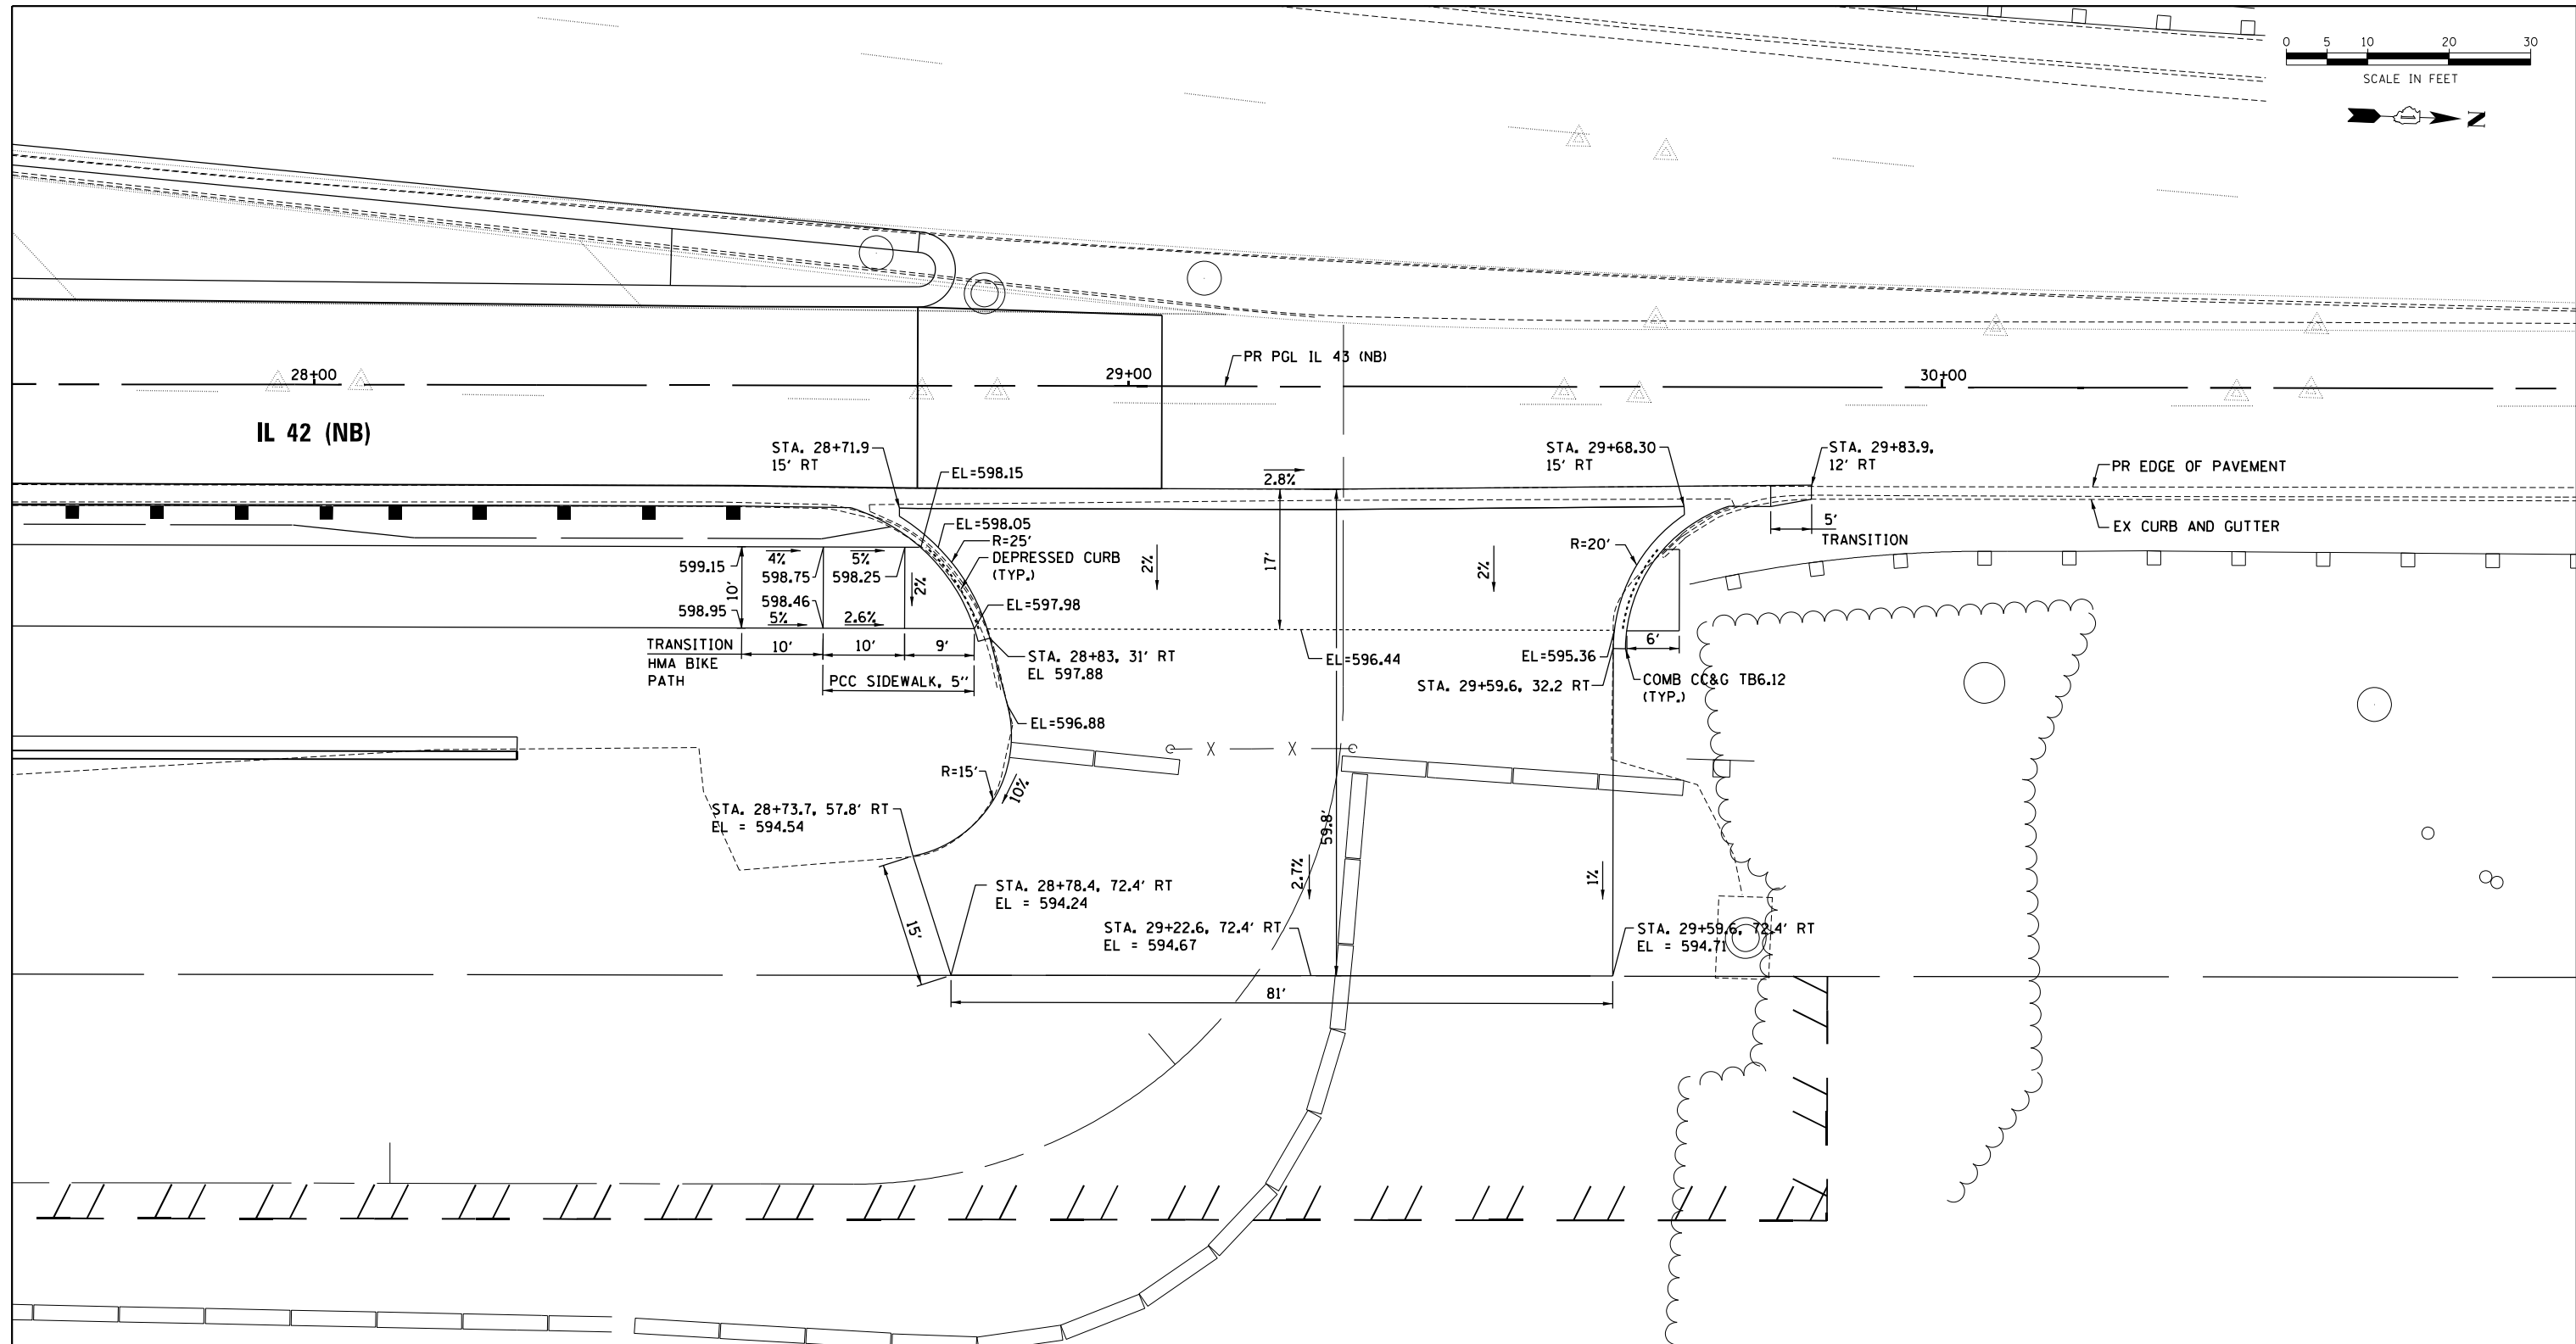 0 5 10 20 30
SCALE IN FEET
N
PR PGL IL 43 (NB)
28+00
29+00
30+00
IL 42 (NB)
STA. 28+71.9
15' RT
EL=598.15
2.8%
STA. 29+68.30
15' RT
STA. 29+83.9,
12' RT
PR EDGE OF PAVEMENT
EX CURB AND GUTTER
5'
TRANSITION
EL=598.05
R=25'
DEPRESSED CURB
(TYP.)
R=20'
599.15
4%
598.75
5%
598.25
2%
2%
17'
2%
10'
598.95
598.46
5%
2.6%
EL=597.98
TRANSITION
10'
10'
9'
HMA BIKE
PATH
PCC SIDEWALK, 5"
STA. 28+83, 31' RT
EL 597.88
EL=596.44
EL=595.36
6'
STA. 29+59.6, 32.2 RT
COMB CC&G TB6.12
(TYP.)
EL=596.88
R=15'
10%
STA. 28+73.7, 57.8' RT
EL = 594.54
59.8'
2.7%
1%
15'
STA. 28+78.4, 72.4' RT
EL = 594.24
STA. 29+22.6, 72.4' RT
EL = 594.67
STA. 29+59.6, 72.4' RT
EL = 594.71
81'